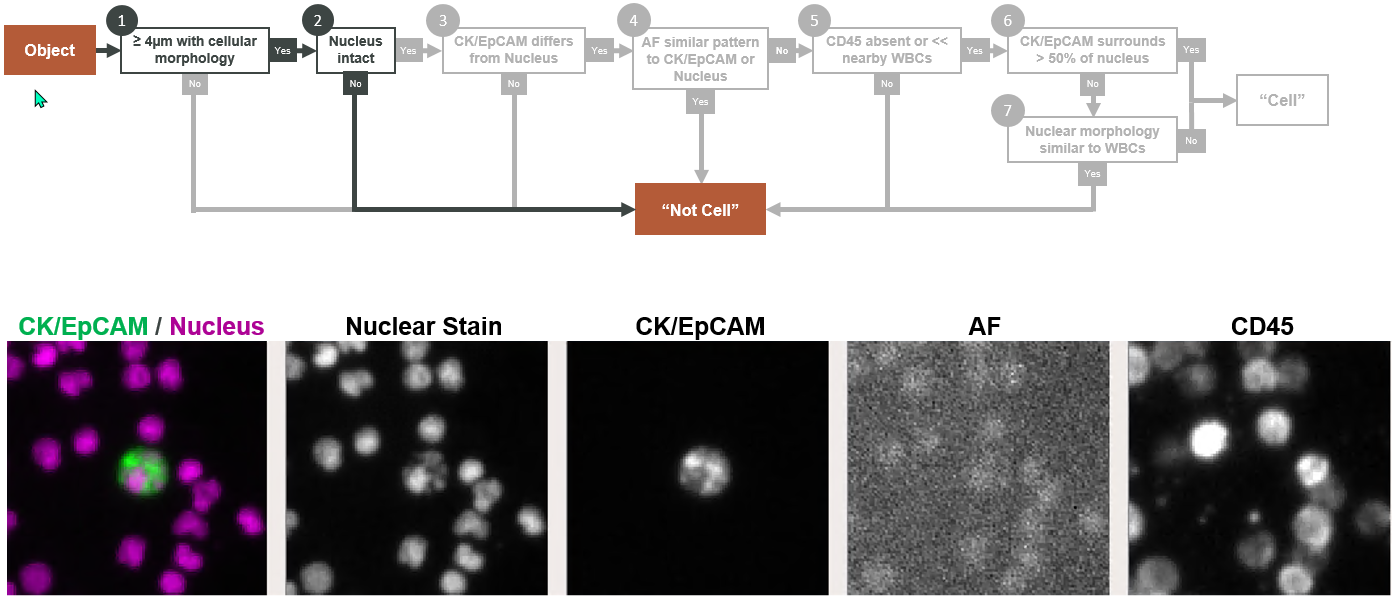 1
2
3
4
5
6
Object
≥ 4µm with cellular
morphology
Yes
No
Nucleus
intact
Yes
No
CK/EpCAM differs
from Nucleus
Yes
No
AF similar pattern
to CK/EpCAM or
Nucleus
No
Yes
CD45 absent or <<
nearby WBCs
Yes
No
CK/EpCAM surrounds
> 50% of nucleus
Yes
No
7
Nuclear morphology
similar to WBCs
No
Yes
“Cell”
“Not Cell”
CK/EpCAM / Nucleus
Nuclear Stain
CK/EpCAM
AF
CD45